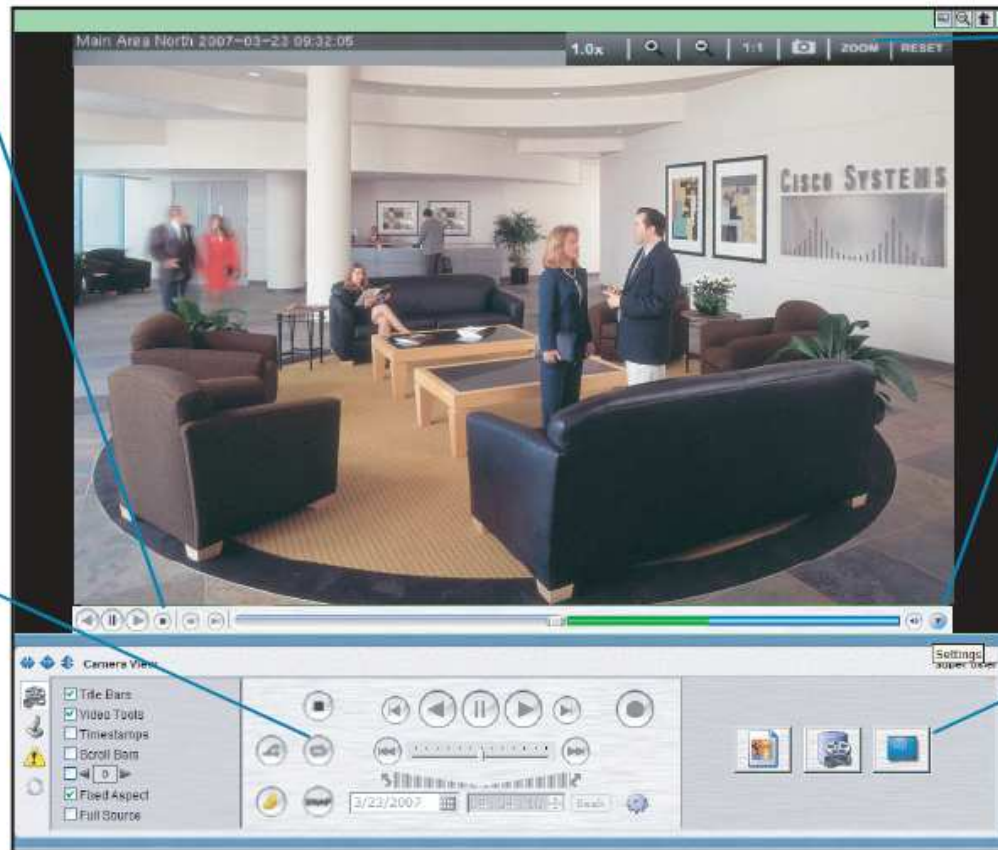 Main Area North 2007-03-23 09:32:05
1.0x 1:1 ZOOM RESET
CISCO SYSTEMS
Settings
Camera View
Title Bars
Video Tools
Timestamps
Scroll Bars
0
Fixed Aspect
Full Source
SNAP
3/23/2007
Seek